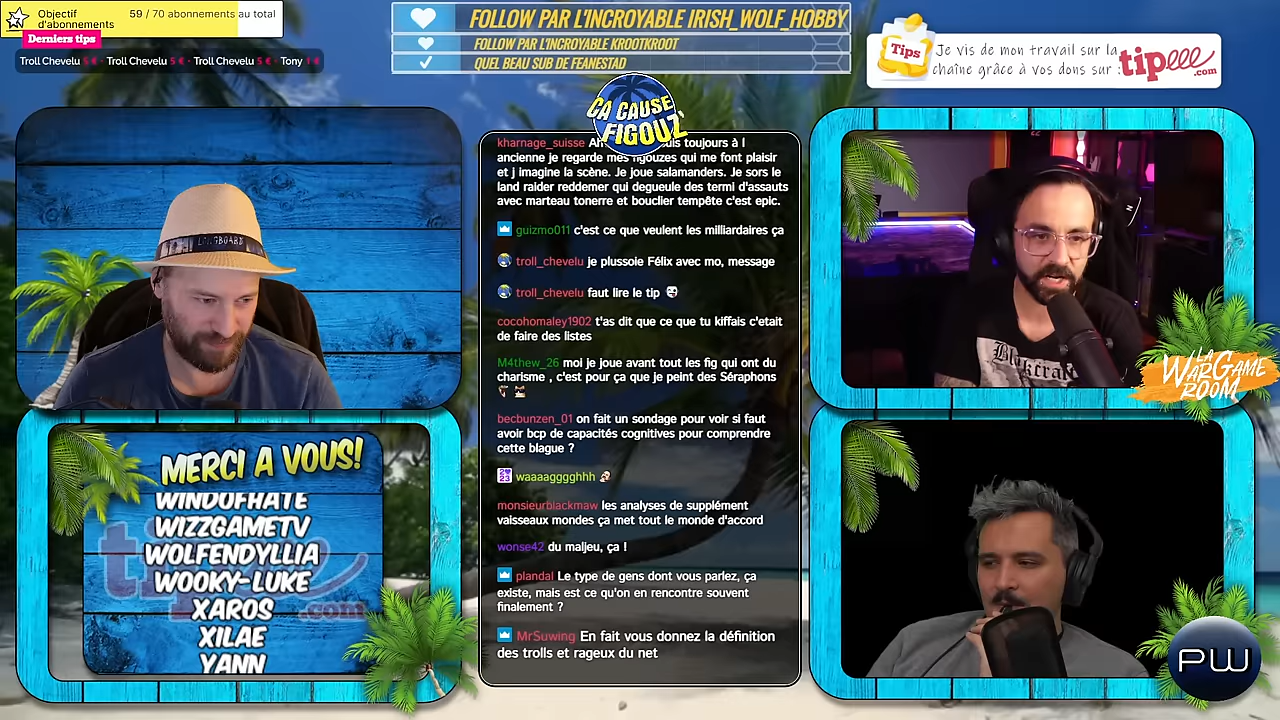 Objectif
d'abonnements
59 / 70 abonnements au total
Derniers tips
Troll Chevelu 5 € · Troll Chevelu 5 € · Troll Chevelu 5 € · Tony 1 €
FOLLOW PAR L'INCROYABLE IRISH_WOLF_HOBBY
FOLLOW PAR L'INCROYABLE KROOTKROOT
QUEL BEAU SUB DE FEANESTAD
Tips
Je vis de mon travail sur la
chaîne grâce à vos dons sur :
tipeee
.com
ÇA CAUSE
FIGOUZ'
kharnage_suisse
suis toujours à l
ancienne je regarde mes figouzes qui me font plaisir
et j imagine la scène. Je joue salamanders. Je sors le
land raider reddemer qui degueule des termi d'assauts
avec marteau tonerre et bouclier tempête c'est epic.
guizmo011 c'est ce que veulent les milliardaires ça
troll_chevelu je plussoie Félix avec mo, message
troll_chevelu faut lire le tip
cocohomaley1902 t'as dit que ce que tu kiffais c'etait
de faire des listes
M4thew_26 moi je joue avant tout les fig qui ont du
charisme , c'est pour ça que je peint des Séraphons
becbunzen_01 on fait un sondage pour voir si faut
avoir bcp de capacités cognitives pour comprendre
cette blague ?
waaaagggghhh
monsieurblackmaw les analyses de supplément
vaisseaux mondes ça met tout le monde d'accord
wonse42 du maljeu, ça !
plandal Le type de gens dont vous parlez, ça
existe, mais est ce qu'on en rencontre souvent
finalement ?
MrSuwing En fait vous donnez la définition
des trolls et rageux du net
LONGBOARD
MERCI A VOUS!
WINDOFHATE
WIZZGAMETV
WOLFENDYLLIA
WOOKY-LUKE
XAROS
XILAE
YANN
.com
LA
WARGAME
ROOM
PW